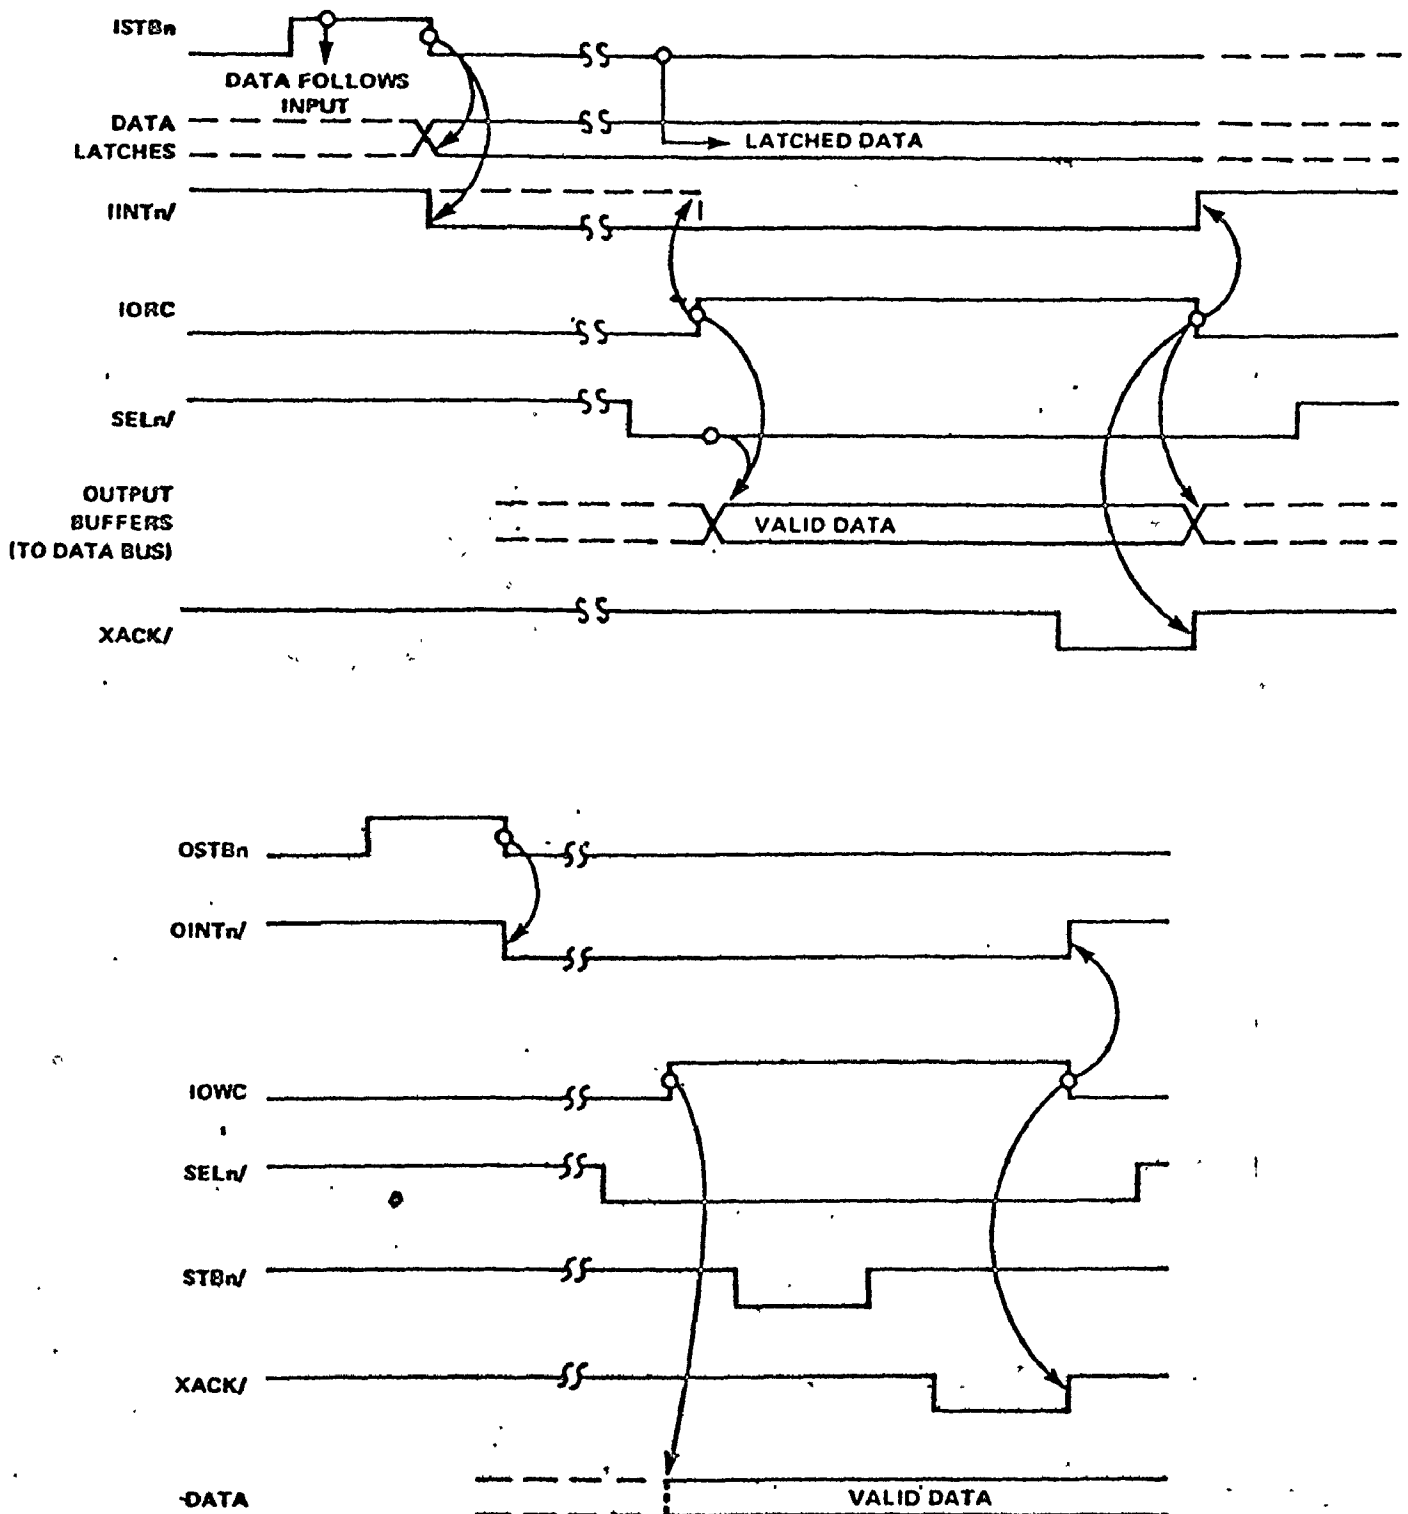 ISTBn
DATA FOLLOWS
INPUT
DATA
LATCHES
LATCHED DATA
IINTn/
IORC
SELn/
OUTPUT
BUFFERS
(TO DATA BUS)
VALID DATA
XACK/
OSTBn
OINTn/
IOWC
SELn/
STBn/
XACK/
DATA
VALID DATA